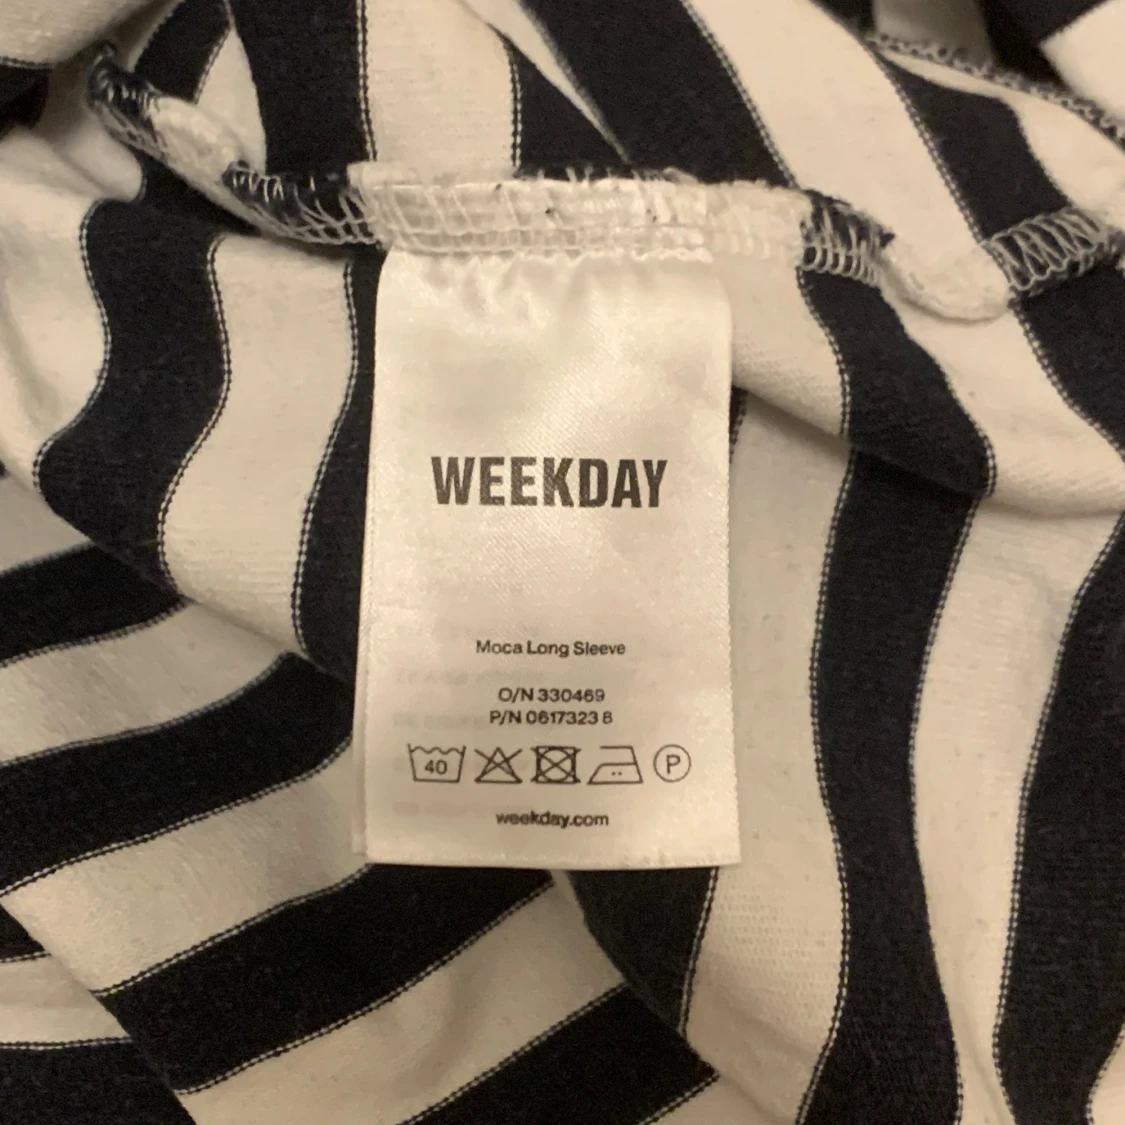 WEEKDAY
Moca Long Sleeve
O/N 330469
P/N 0617323 8
40 P
weekday.com